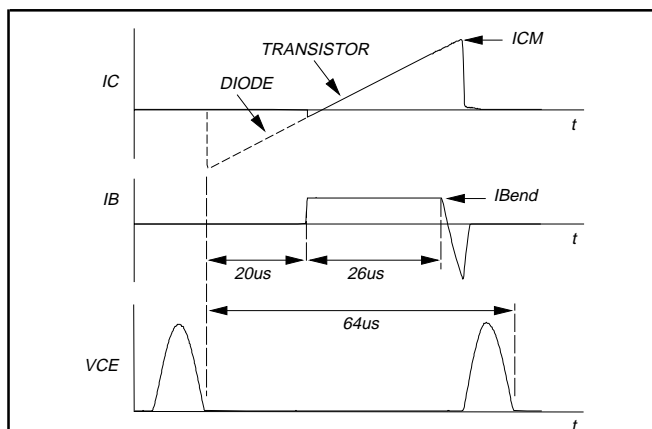 ICM
TRANSISTOR
IC
DIODE
t
IB
IBend
t
20us
26us
64us
VCE
t